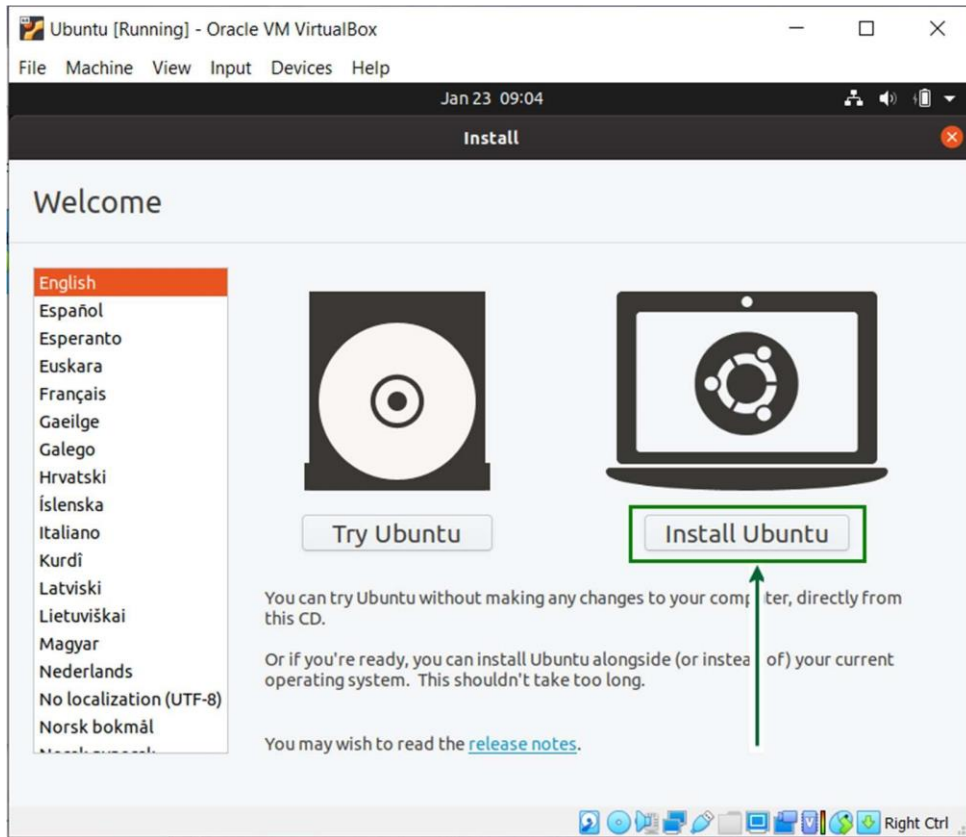 Ubuntu [Running] - Oracle VM VirtualBox
File Machine View Input Devices Help
Jan 23 09:04
Install
Welcome
English
Español
Esperanto
Euskara
Français
Gaeilge
Galego
Hrvatski
Íslenska
Italiano
Kurdî
Latviski
Lietuviškai
Magyar
Nederlands
No localization (UTF-8)
Norsk bokmål
Try Ubuntu
Install Ubuntu
You can try Ubuntu without making any changes to your computer, directly from
this CD.
Or if you're ready, you can install Ubuntu alongside (or instead of) your current
operating system. This shouldn't take too long.
You may wish to read the release notes.
Right Ctrl